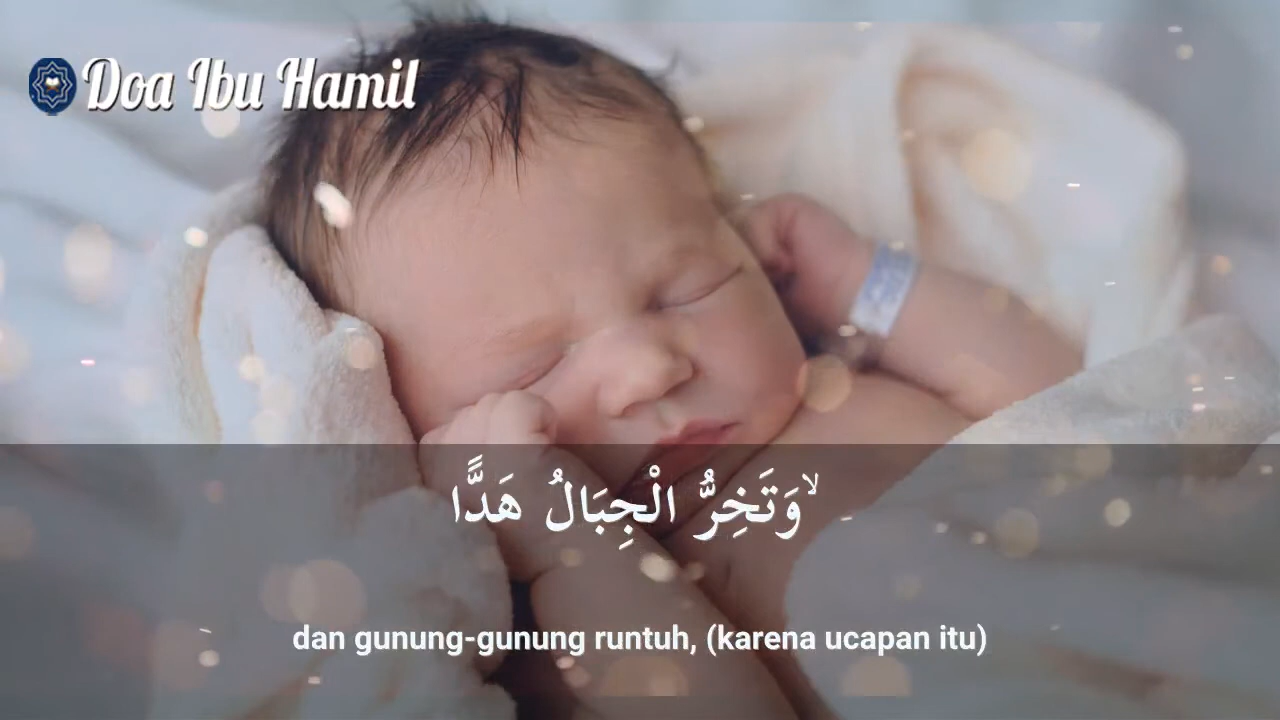 Doa Ibu Hamil
وَتَخِرُّ الْجِبَالُ هَدًّاۙ
dan gunung-gunung runtuh, (karena ucapan itu)